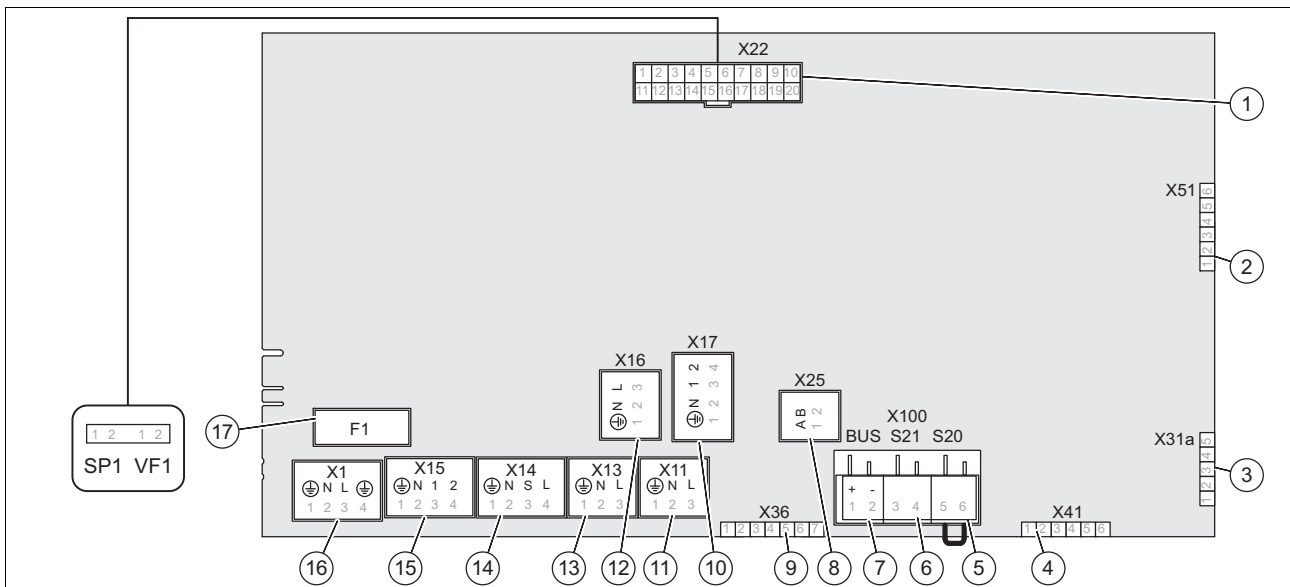 X22
1 2 3 4 5 6 7 8 9 10
11 12 13 14 15 16 17 18 19 20
1
X51
6
5
4
3
2
1
2
X16
L 3
N 2
1
X17
2 4
1 3
N 2
1
X25
B 2
A 1
X100
BUS S21 S20
+ -
1 2 3 4 5 6
X31a
5
4
3
2
1
3
1 2 1 2
SP1 VF1
17
F1
X1
N L
1 2 3 4
X15
N 1 2
1 2 3 4
X14
N S L
1 2 3 4
X13
N L
1 2 3
X11
N L
1 2 3
X36
1 2 3 4 5 6 7
X41
1 2 3 4 5 6
16 15 14 13 12 11 10 9 8 7 6 5 4